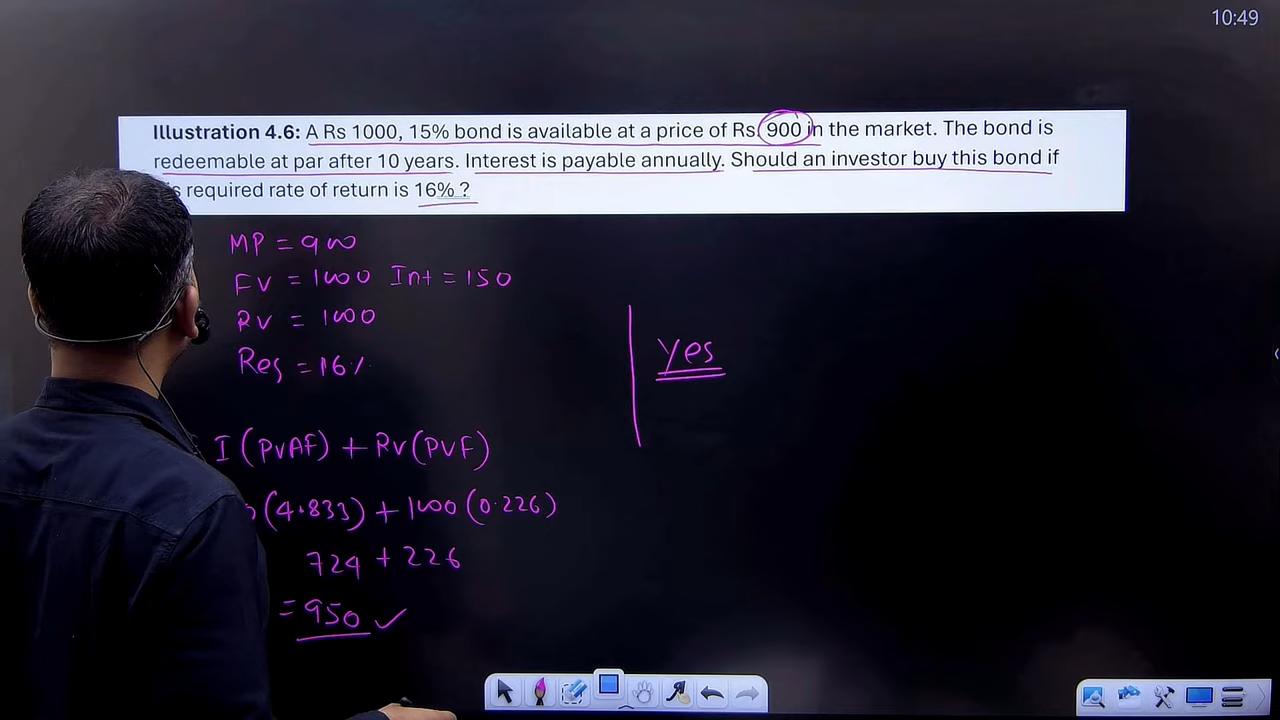 10:49
Illustration 4.6: A Rs 1000, 15% bond is available at a price of Rs. 900 in the market. The bond is
redeemable at par after 10 years. Interest is payable annually. Should an investor buy this bond if
required rate of return is 16% ?
MP = 900
FV = 1000 Int = 150
RV = 1000
= 16%
yes
I (PVAF) + RV (PVF)
(4.833) + 1000 (0.226)
724 + 226
= 950 ✓